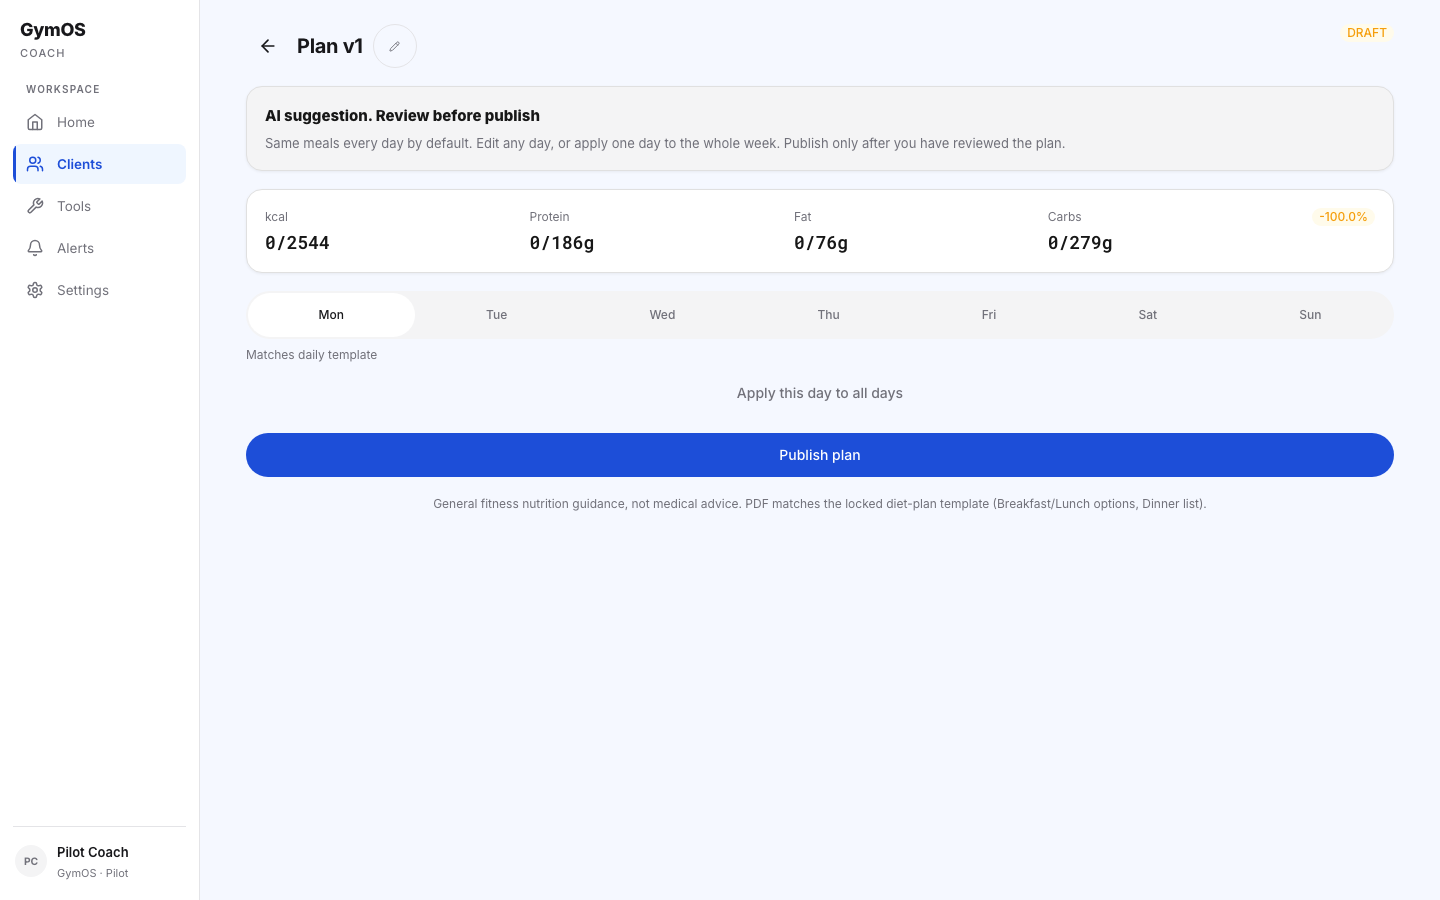 GymOS
COACH
WORKSPACE
Home
Clients
Tools
Alerts
Settings
Pilot Coach
PC
GymOS · Pilot
Plan v1
DRAFT
AI suggestion. Review before publish
Same meals every day by default. Edit any day, or apply one day to the whole week. Publish only after you have reviewed the plan.
kcal
0/2544
Protein
0/186g
Fat
0/76g
Carbs
0/279g
-100.0%
Mon Tue Wed Thu Fri Sat Sun
Matches daily template
Apply this day to all days
Publish plan
General fitness nutrition guidance, not medical advice. PDF matches the locked diet-plan template (Breakfast/Lunch options, Dinner list).